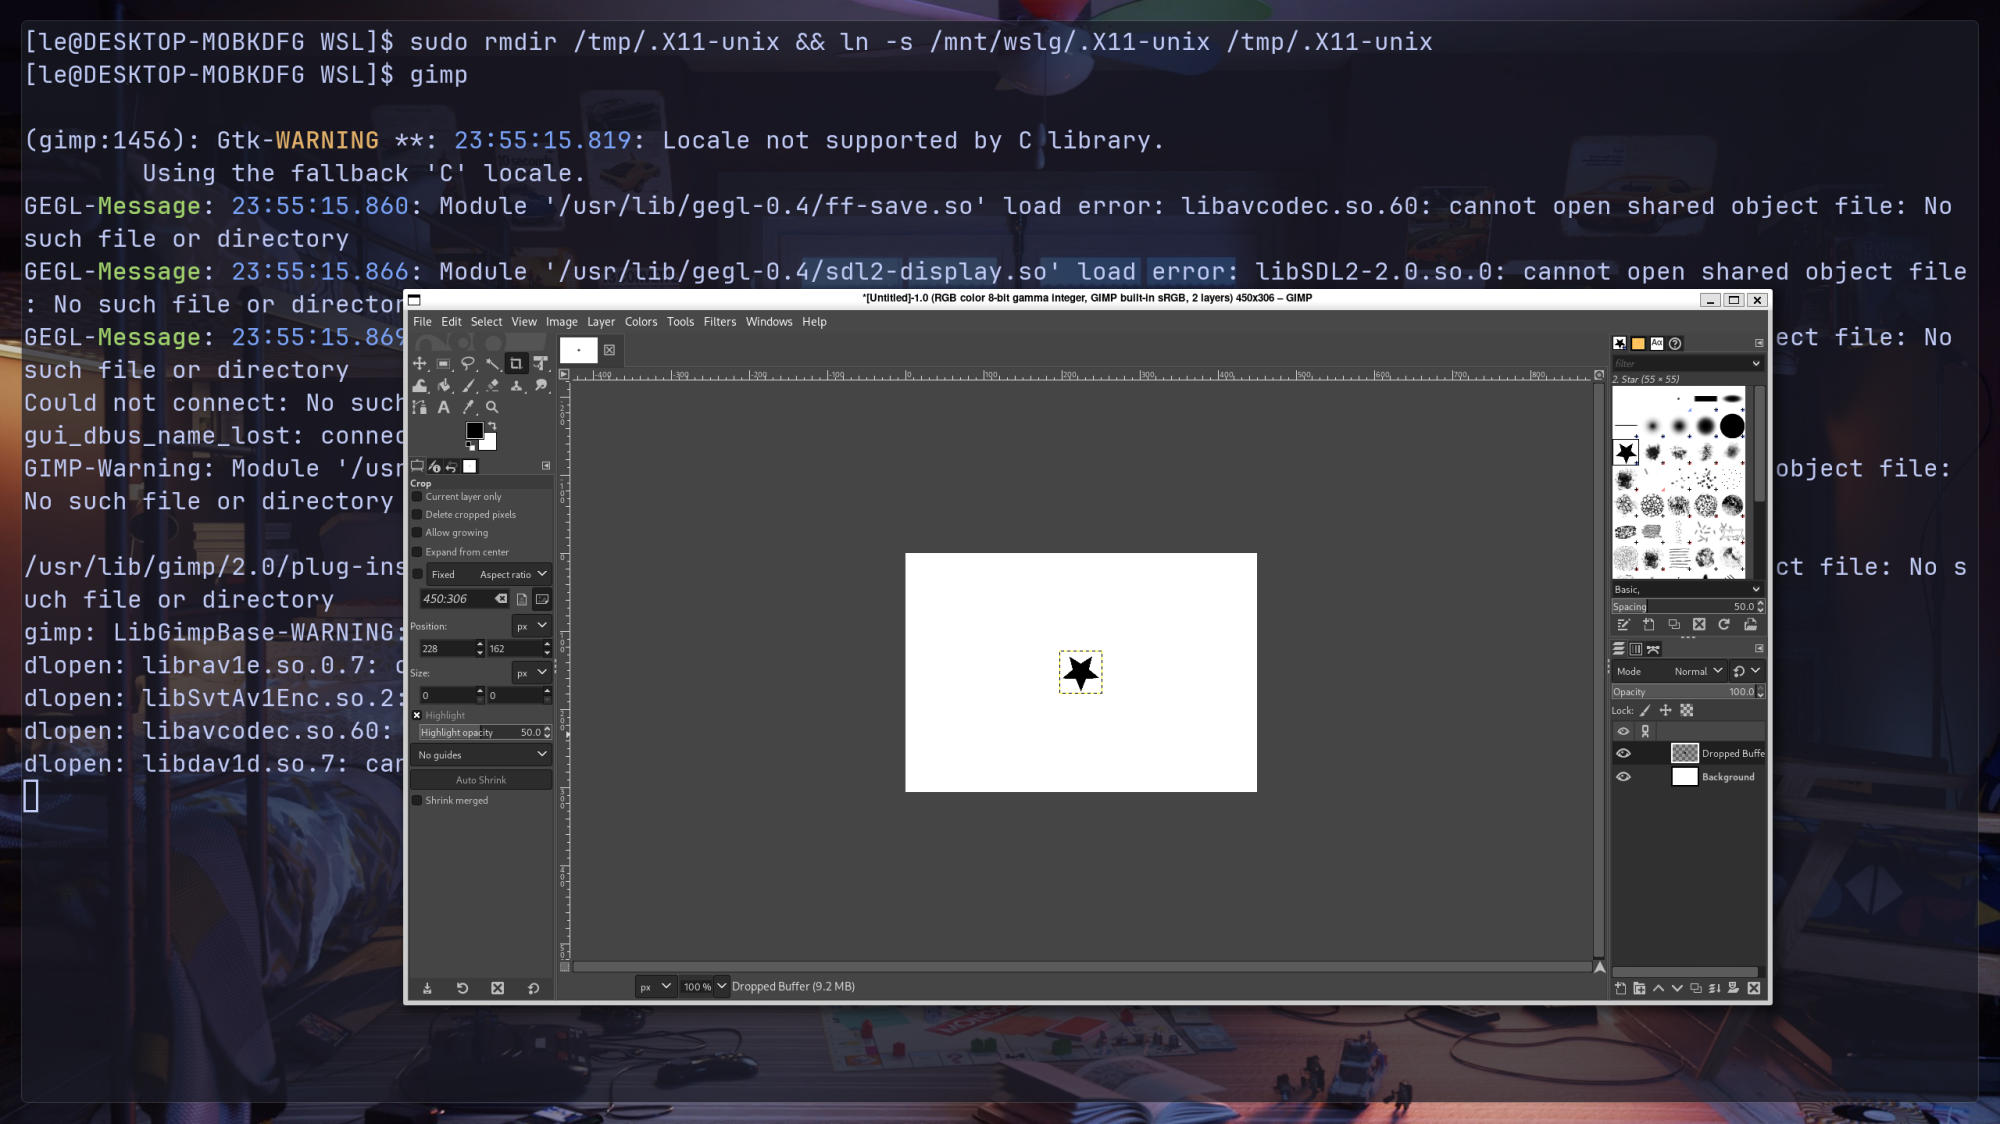 [le@DESKTOP-MOBKDFG WSL]$ sudo rmdir /tmp/.X11-unix && ln -s /mnt/wslg/.X11-unix /tmp/.X11-unix
[le@DESKTOP-MOBKDFG WSL]$ gimp
(gimp:1456): Gtk-WARNING **: 23:55:15.819: Locale not supported by C library.
Using the fallback 'C' locale.
GEGL-Message: 23:55:15.860: Module '/usr/lib/gegl-0.4/ff-save.so' load error: libavcodec.so.60: cannot open shared object file: No
such file or directory
GEGL-Message: 23:55:15.866: Module '/usr/lib/gegl-0.4/sdl2-display.so' load error: libSDL2-2.0.so.0: cannot open shared object file
: No such file or director
GEGL-Message: 23:55:15.869 ect file: No
such file or directory
Could not connect: No such
gui_dbus_name_lost: connec
GIMP-Warning: Module '/usr object file:
No such file or directory
/usr/lib/gimp/2.0/plug-ins ct file: No s
uch file or directory
gimp: LibGimpBase-WARNING:
dlopen: librav1e.so.0.7: c
dlopen: libSvtAv1Enc.so.2:
dlopen: libavcodec.so.60:
dlopen: libdav1d.so.7: can
*[Untitled]-1.0 (RGB color 8-bit gamma integer, GIMP built-in sRGB, 2 layers) 450x306 – GIMP
File Edit Select View Image Layer Colors Tools Filters Windows Help
-400 -300 -200 -100 0 100 200 300 400 500 600 700 800
Crop
Current layer only
Delete cropped pixels
Allow growing
Expand from center
Fixed Aspect ratio
450:306
Position: px
228 162
Size: px
0 0
Highlight
Highlight opacity 50.0
No guides
Auto Shrink
Shrink merged
px 100 % Dropped Buffer (9.2 MB)
filter
2. Star (55 × 55)
Basic,
Spacing 50.0
Mode Normal
Opacity 100.0
Lock:
Dropped Buffe
Background